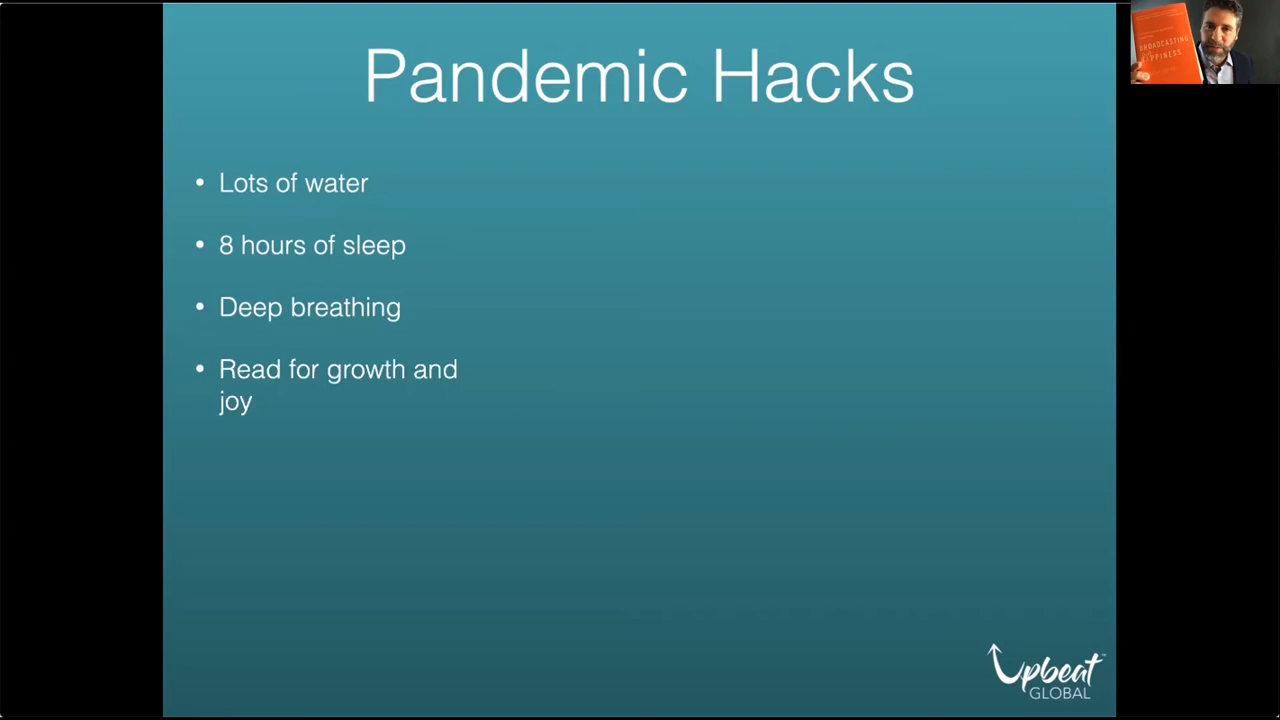 Pandemic Hacks
• Lots of water
• 8 hours of sleep
• Deep breathing
• Read for growth and
joy
BROADCASTING
HAPPINESS
Upbeat
GLOBAL